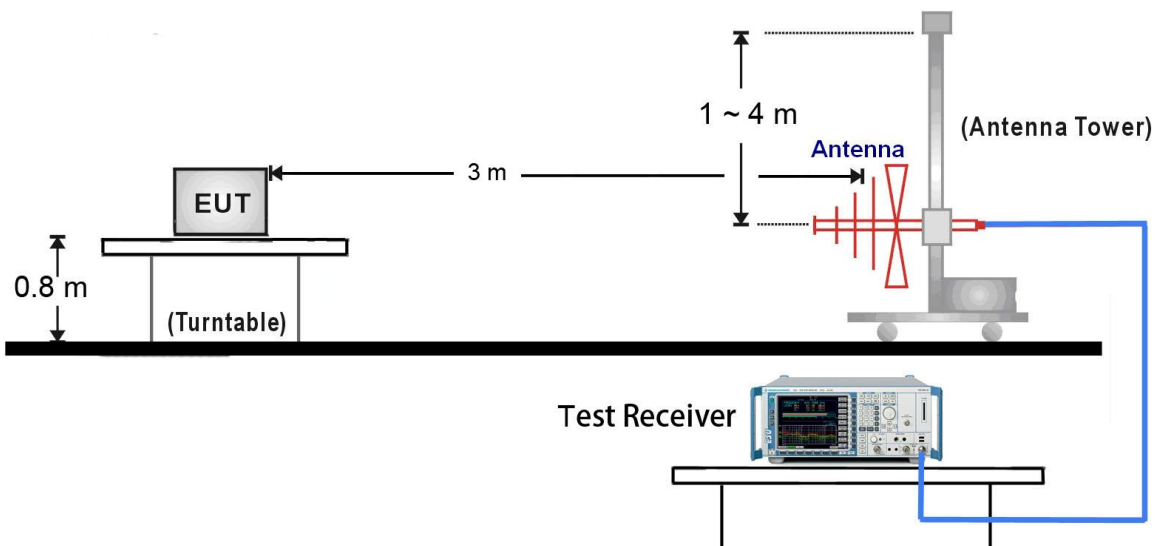 1 ~ 4 m
(Antenna Tower)
Antenna
3 m
EUT
0.8 m
(Turntable)
Test Receiver